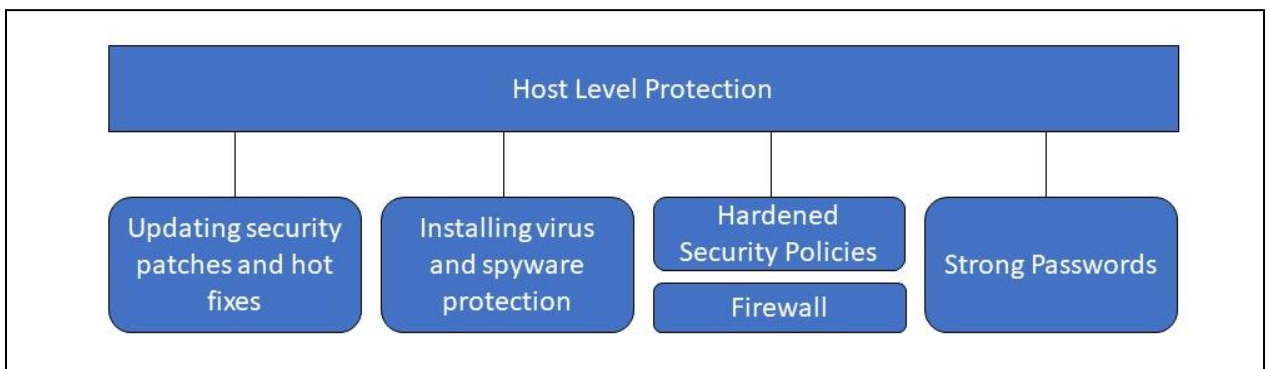 Host Level Protection
Updating security
patches and hot
fixes
Installing virus
and spyware
protection
Hardened
Security Policies
Firewall
Strong Passwords